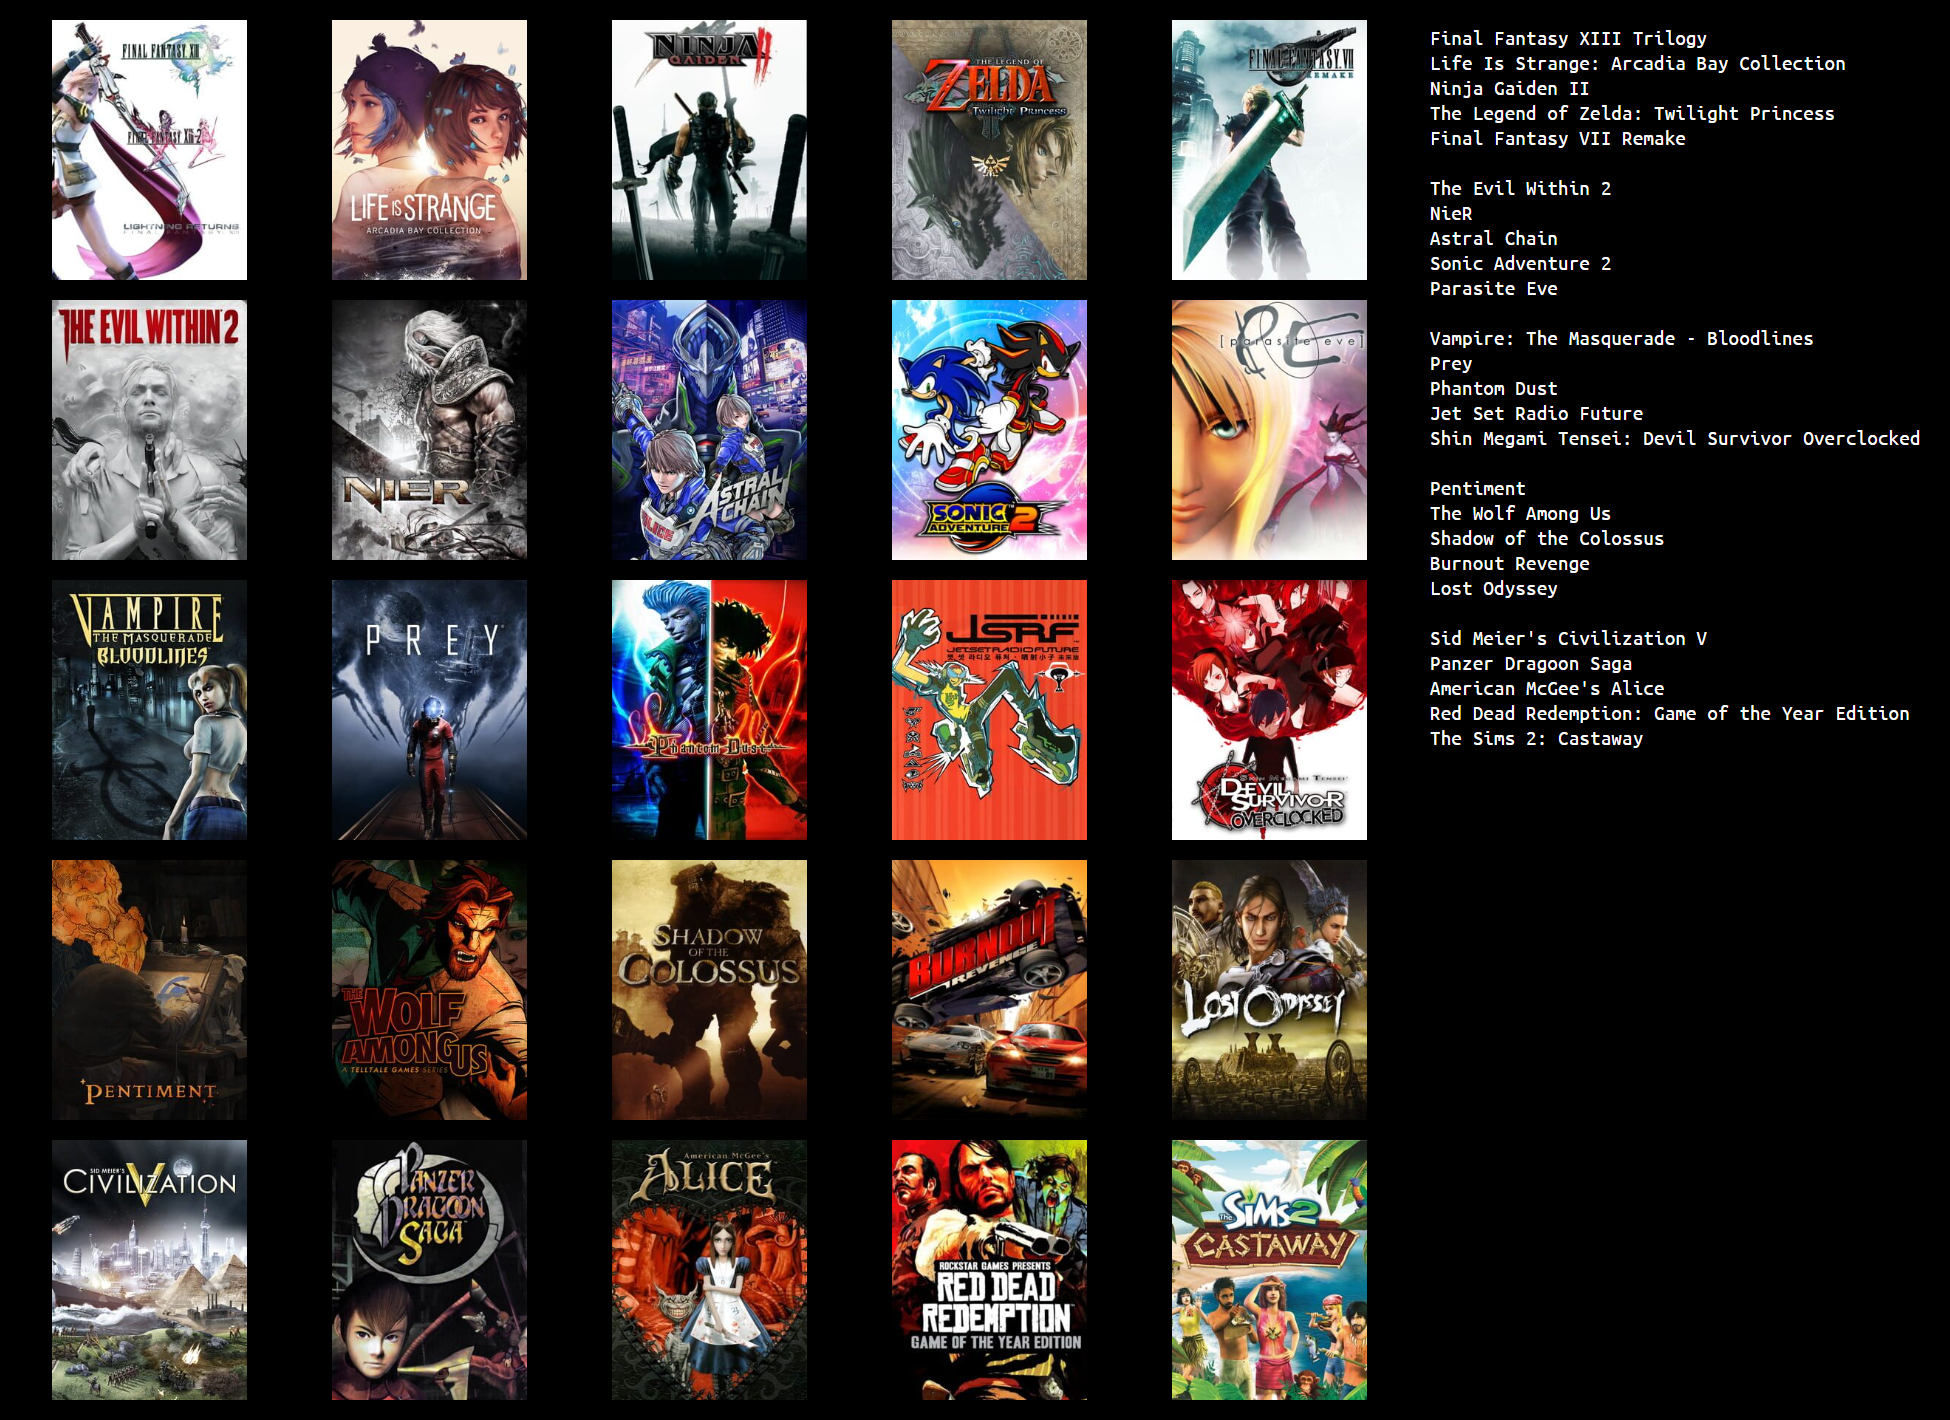 FINAL FANTASY XIII
FINAL FANTASY XIII-2
LIGHTNING RETURNS
FINAL FANTASY XIII
LIFE IS STRANGE
ARCADIA BAY COLLECTION
NINJA
GAIDEN II
THE LEGEND OF
ZELDA
Twilight Princess
FINAL FANTASY VII
REMAKE
THE EVIL WITHIN 2
NIER
ASTRAL
CHAIN
POLICE
SONIC
ADVENTURE 2
PE
[parasite eve]
VAMPIRE
THE MASQUERADE
BLOODLINES
PREY
Phantom Dust
JSRF
JETSETRADIOFUTURE
SHIN MEGAMI TENSEI
DEVIL
SURVIVOR
OVERCLOCKED
PENTIMENT
THE
WOLF
AMONG US
A TELLTALE GAMES SERIES
SHADOW
OF THE
COLOSSUS
BURNOUT
REVENGE
LOST ODYSSEY
SID MEIER'S
CIVILIZATION
V
PANZER
DRAGOON
SAGA
American McGee's
ALICE
ROCKSTAR GAMES PRESENTS
RED DEAD
REDEMPTION
GAME OF THE YEAR EDITION
The SIMS 2
CASTAWAY
Final Fantasy XIII Trilogy
Life Is Strange: Arcadia Bay Collection
Ninja Gaiden II
The Legend of Zelda: Twilight Princess
Final Fantasy VII Remake
The Evil Within 2
NieR
Astral Chain
Sonic Adventure 2
Parasite Eve
Vampire: The Masquerade - Bloodlines
Prey
Phantom Dust
Jet Set Radio Future
Shin Megami Tensei: Devil Survivor Overclocked
Pentiment
The Wolf Among Us
Shadow of the Colossus
Burnout Revenge
Lost Odyssey
Sid Meier's Civilization V
Panzer Dragoon Saga
American McGee's Alice
Red Dead Redemption: Game of the Year Edition
The Sims 2: Castaway